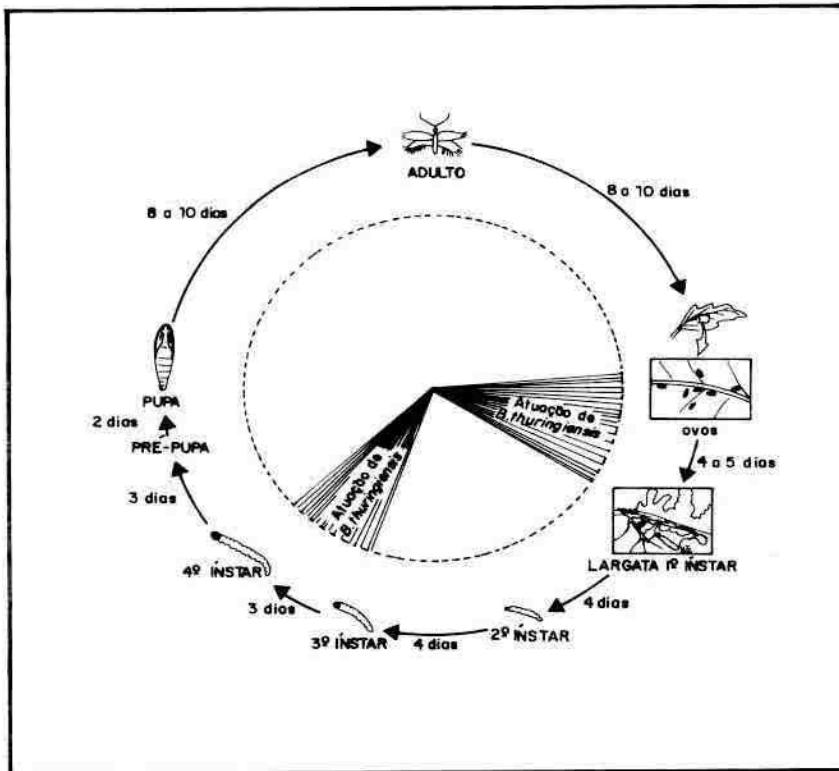 ADULTO
8 a 10 dias
8 a 10 dias
ovos
4 a 5 dias
LARGATA 1º ÍNSTAR
4 dias
2º ÍNSTAR
4 dias
3º ÍNSTAR
3 dias
4º ÍNSTAR
3 dias
PRÉ-PUPA
2 dias
PUPA
Atuação de
B. thuringiensis
Atuação de
B. thuringiensis